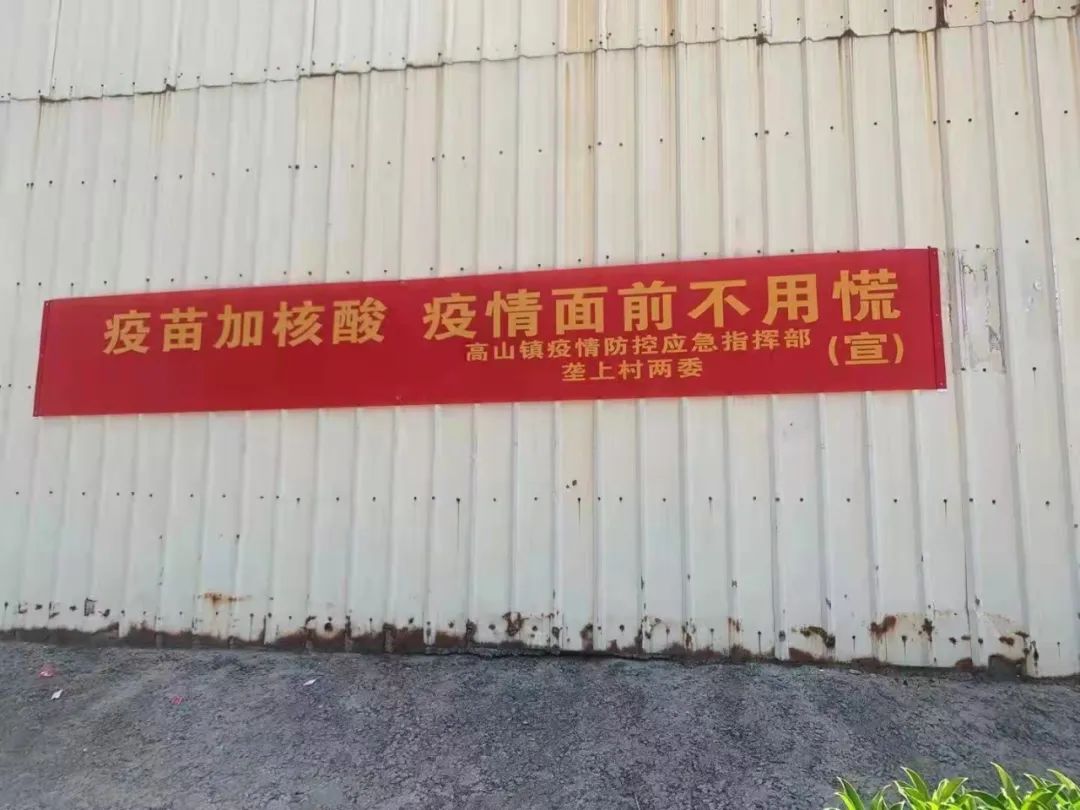 疫苗加核酸 疫情面前不用慌
高山镇疫情防控应急指挥部
垄上村两委
(宣)